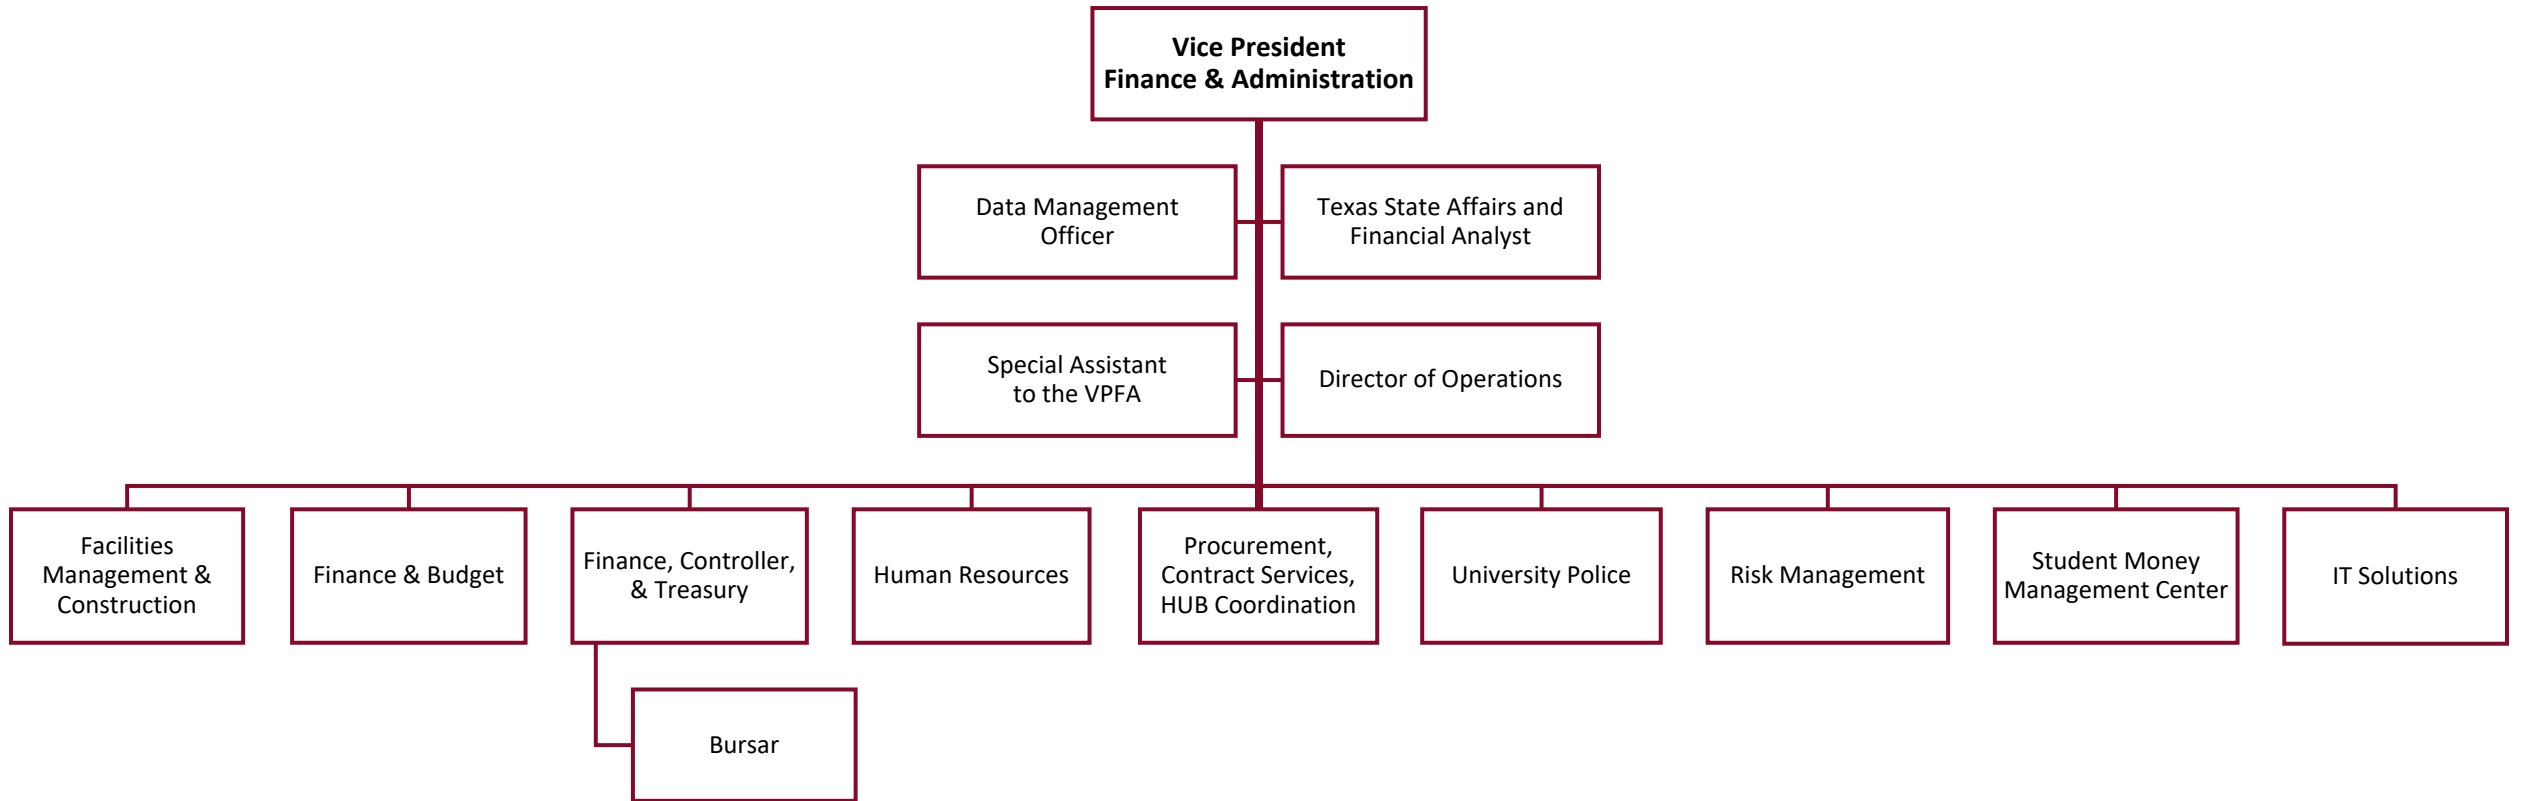 Vice President
Finance & Administration
Data Management
Officer
Texas State Affairs and
Financial Analyst
Special Assistant
to the VPFA
Director of Operations
Facilities
Management &
Construction
Finance & Budget
Finance, Controller,
& Treasury
Human Resources
Procurement,
Contract Services,
HUB Coordination
University Police
Risk Management
Student Money
Management Center
IT Solutions
Bursar